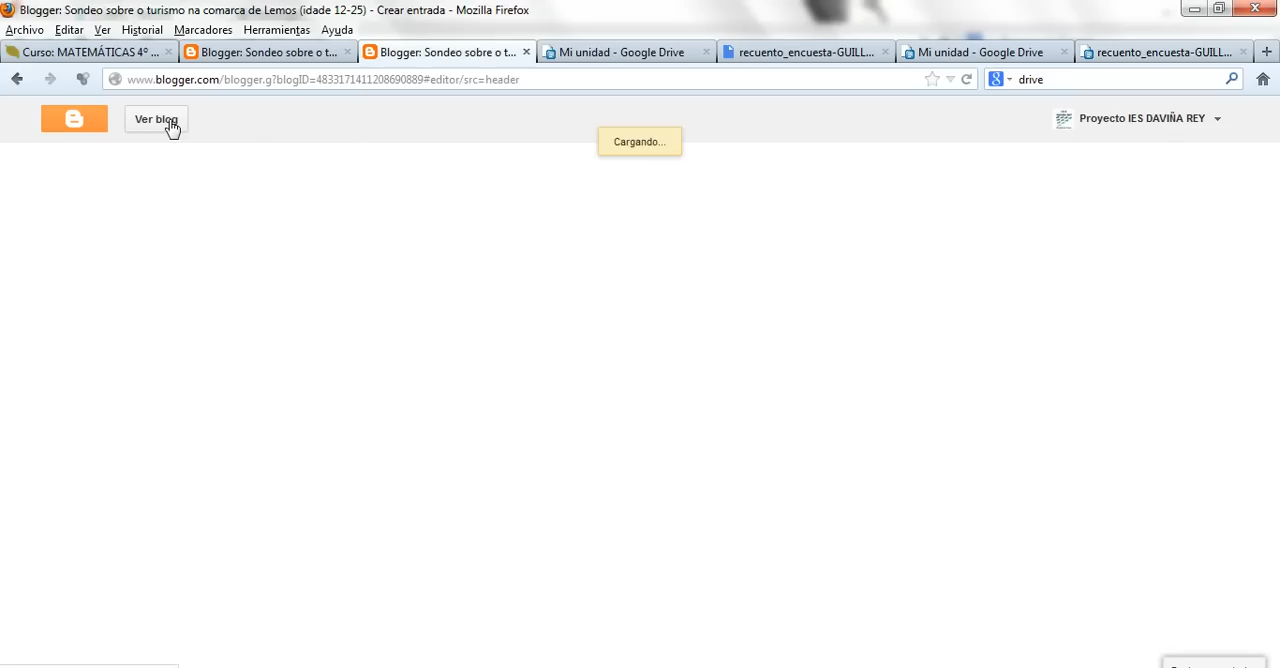 Blogger: Sondeo sobre o turismo na comarca de Lemos (idade 12-25) - Crear entrada - Mozilla Firefox
Archivo Editar Ver Historial Marcadores Herramientas Ayuda
Curso: MATEMÁTICAS 4º ... Blogger: Sondeo sobre o t... Blogger: Sondeo sobre o t... Mi unidad - Google Drive recuento_encuesta-GUILL... Mi unidad - Google Drive recuento_encuesta-GUILL...
www.blogger.com/blogger.g?blogID=4833171411208690889#editor/src=header drive
Ver blog Proyecto IES DAVIÑA REY
Cargando...